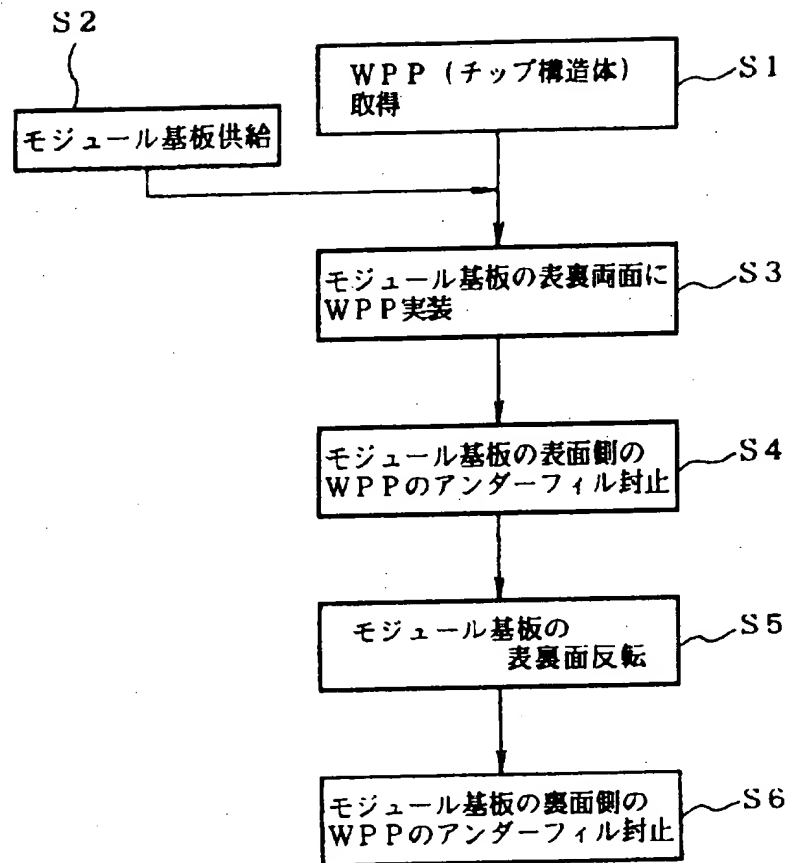 S2
WPP(チップ構造体)
取得
S1
モジュール基板供給
モジュール基板の表裏両面に
WPP実装
S3
モジュール基板の表面側の
WPPのアンダーフィル封止
S4
モジュール基板の
表裏面反転
S5
モジュール基板の裏面側の
WPPのアンダーフィル封止
S6